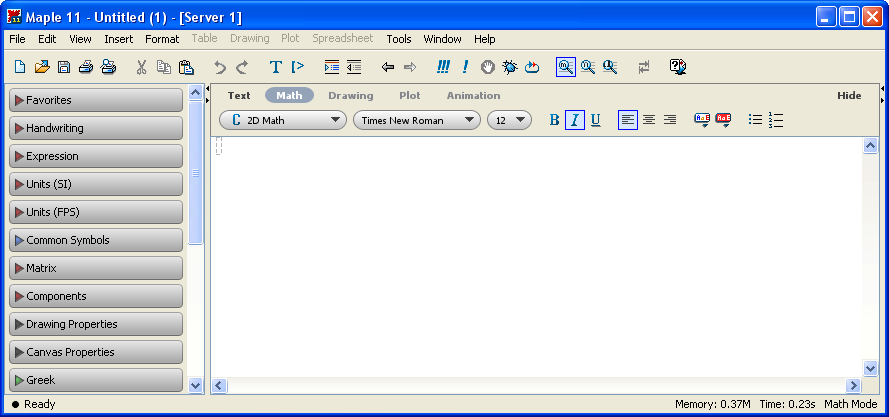 Maple 11 - Untitled (1) - [Server 1]
File Edit View Insert Format Table Drawing Plot Spreadsheet Tools Window Help
Text Math Drawing Plot Animation Hide
C 2D Math Times New Roman 12 B I U
Favorites
Handwriting
Expression
Units (SI)
Units (FPS)
Common Symbols
Matrix
Components
Drawing Properties
Canvas Properties
Greek
Ready Memory: 0.37M Time: 0.23s Math Mode